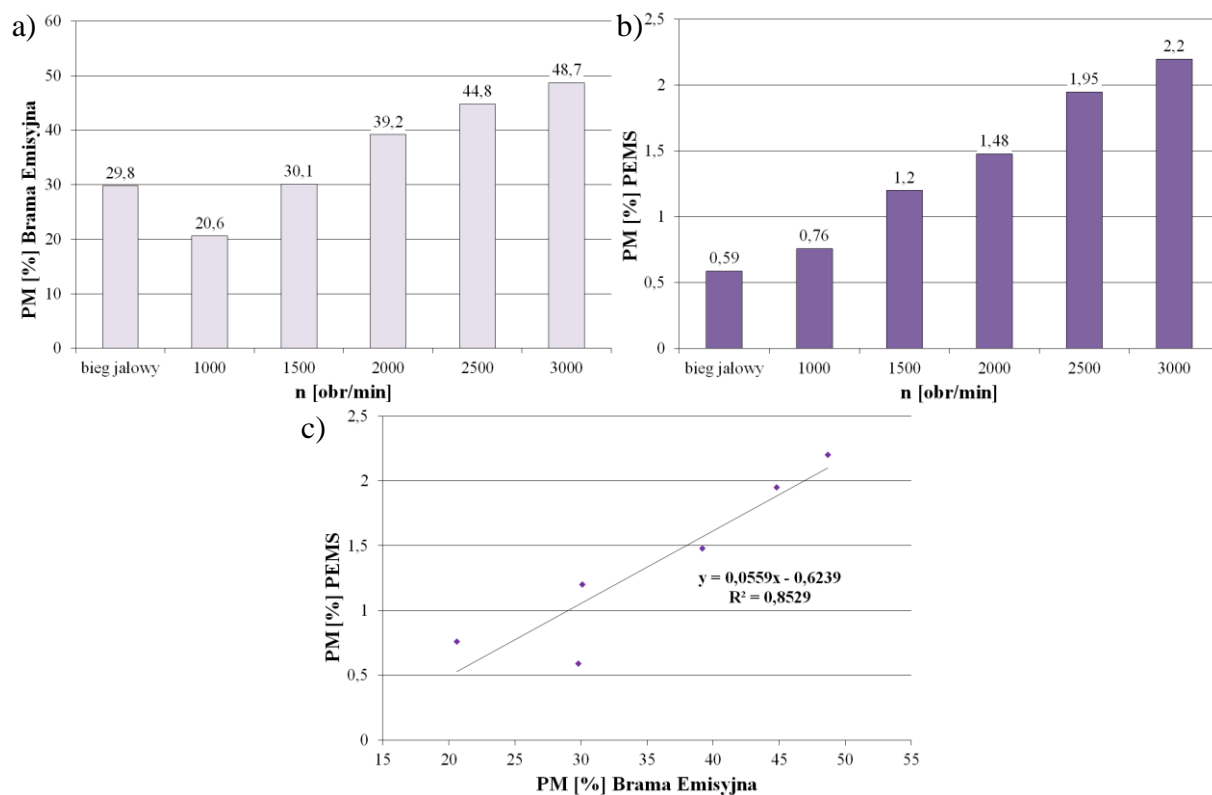 a)
60
50
40
30
20
10
0
PM [%] Brama Emisyjna
29,8
20,6
30,1
39,2
44,8
48,7
bieg jałowy 1000 1500 2000 2500 3000
n [obr/min]
b)
2,5
2
1,5
1
0,5
0
PM [%] PEMS
0,59
0,76
1,2
1,48
1,95
2,2
bieg jałowy 1000 1500 2000 2500 3000
n [obr/min]
c)
2,5
2
1,5
1
0,5
0
PM [%] PEMS
y = 0,0559x - 0,6239
R² = 0,8529
15 20 25 30 35 40 45 50 55
PM [%] Brama Emisyjna